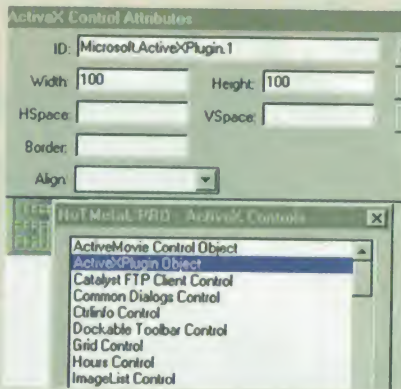 ActiveX Control Attributes
ID: Microsoft.ActiveXPlugin.1
Width: 100 Height: 100
HSpace: VSpace:
Border:
Align:
HoTMetaL PRO - ActiveX Controls
ActiveMovie Control Object
ActiveXPlugin Object
Catalyst FTP Client Control
Common Dialogs Control
CtrlInfo Control
Dockable Toolbar Control
Grid Control
Hours Control
ImageList Control